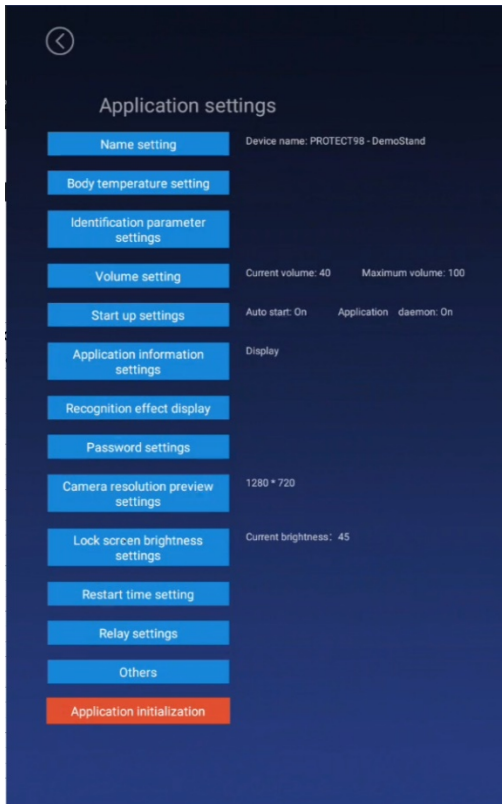 Application settings
Name setting
Device name: PROTECT98 - DemoStand
Body temperature setting
Identification parameter
settings
Volume setting
Current volume: 40 Maximum volume: 100
Start up settings
Auto start: On Application daemon: On
Application information
settings
Display
Recognition effect display
Password settings
Camera resolution preview
settings
1280 * 720
Lock scrcen brightness
settings
Current brightness: 45
Restart time setting
Relay settings
Others
Application initialization